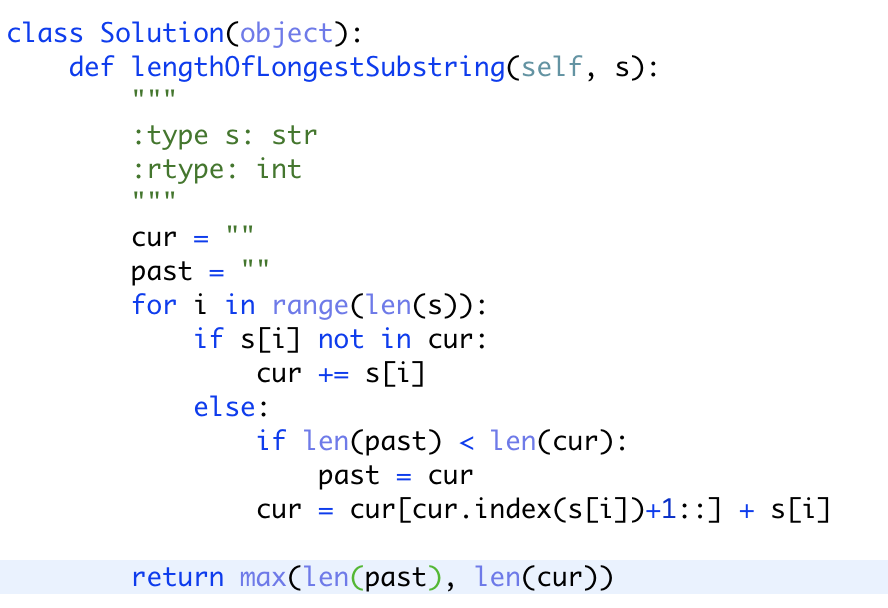 class Solution(object):
    def lengthOfLongestSubstring(self, s):
        """
        :type s: str
        :rtype: int
        """
        cur = ""
        past = ""
        for i in range(len(s)):
            if s[i] not in cur:
                cur += s[i]
            else:
                if len(past) < len(cur):
                    past = cur
                cur = cur[cur.index(s[i])+1::] + s[i]

        return max(len(past), len(cur))